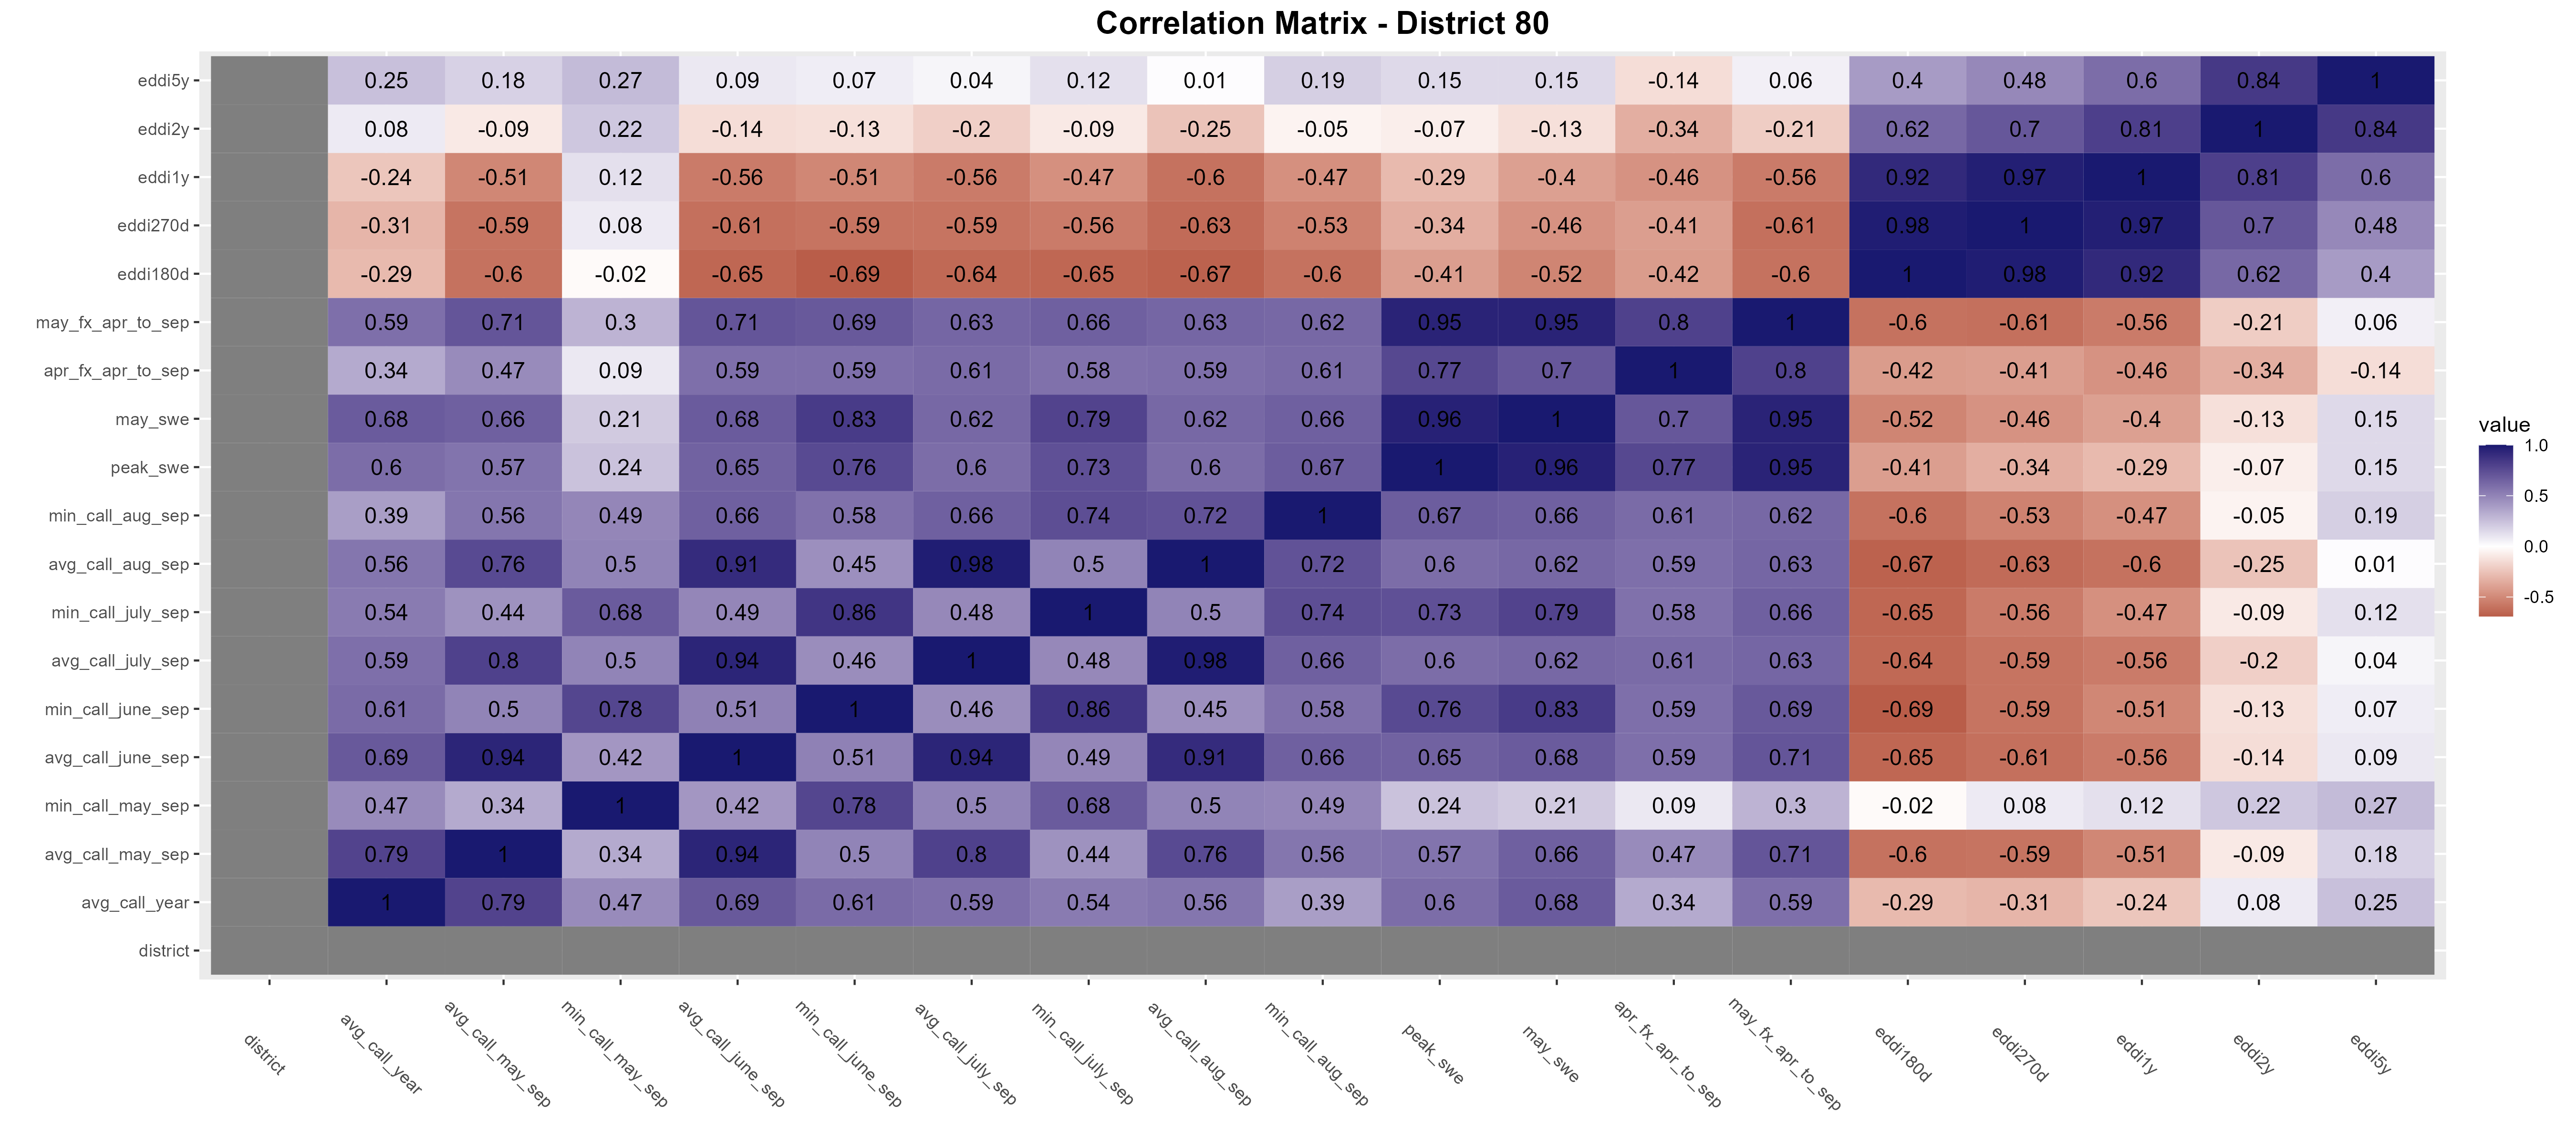 Correlation Matrix - District 80
eddi5y 0.25 0.18 0.27 0.09 0.07 0.04 0.12 0.01 0.19 0.15 0.15 -0.14 0.06 0.4 0.48 0.6 0.84 1
eddi2y 0.08 -0.09 0.22 -0.14 -0.13 -0.2 -0.09 -0.25 -0.05 -0.07 -0.13 -0.34 -0.21 0.62 0.7 0.81 1 0.84
eddi1y -0.24 -0.51 0.12 -0.56 -0.51 -0.56 -0.47 -0.6 -0.47 -0.29 -0.4 -0.46 -0.56 0.92 0.97 1 0.81 0.6
eddi270d -0.31 -0.59 0.08 -0.61 -0.59 -0.59 -0.56 -0.63 -0.53 -0.34 -0.46 -0.41 -0.61 0.98 1 0.97 0.7 0.48
eddi180d -0.29 -0.6 -0.02 -0.65 -0.69 -0.64 -0.65 -0.67 -0.6 -0.41 -0.52 -0.42 -0.6 1 0.98 0.92 0.62 0.4
may_fx_apr_to_sep 0.59 0.71 0.3 0.71 0.69 0.63 0.66 0.63 0.62 0.95 0.95 0.8 1 -0.6 -0.61 -0.56 -0.21 0.06
apr_fx_apr_to_sep 0.34 0.47 0.09 0.59 0.59 0.61 0.58 0.59 0.61 0.77 0.7 1 0.8 -0.42 -0.41 -0.46 -0.34 -0.14
may_swe 0.68 0.66 0.21 0.68 0.83 0.62 0.79 0.62 0.66 0.96 1 0.7 0.95 -0.52 -0.46 -0.4 -0.13 0.15
peak_swe 0.6 0.57 0.24 0.65 0.76 0.6 0.73 0.6 0.67 1 0.96 0.77 0.95 -0.41 -0.34 -0.29 -0.07 0.15
min_call_aug_sep 0.39 0.56 0.49 0.66 0.58 0.66 0.74 0.72 1 0.67 0.66 0.61 0.62 -0.6 -0.53 -0.47 -0.05 0.19
avg_call_aug_sep 0.56 0.76 0.5 0.91 0.45 0.98 0.5 1 0.72 0.6 0.62 0.59 0.63 -0.67 -0.63 -0.6 -0.25 0.01
min_call_july_sep 0.54 0.44 0.68 0.49 0.86 0.48 1 0.5 0.74 0.73 0.79 0.58 0.66 -0.65 -0.56 -0.47 -0.09 0.12
avg_call_july_sep 0.59 0.8 0.5 0.94 0.46 1 0.48 0.98 0.66 0.6 0.62 0.61 0.63 -0.64 -0.59 -0.56 -0.2 0.04
min_call_june_sep 0.61 0.5 0.78 0.51 1 0.46 0.86 0.45 0.58 0.76 0.83 0.59 0.69 -0.69 -0.59 -0.51 -0.13 0.07
avg_call_june_sep 0.69 0.94 0.42 1 0.51 0.94 0.49 0.91 0.66 0.65 0.68 0.59 0.71 -0.65 -0.61 -0.56 -0.14 0.09
min_call_may_sep 0.47 0.34 1 0.42 0.78 0.5 0.68 0.5 0.49 0.24 0.21 0.09 0.3 -0.02 0.08 0.12 0.22 0.27
avg_call_may_sep 0.79 1 0.34 0.94 0.5 0.8 0.44 0.76 0.56 0.57 0.66 0.47 0.71 -0.6 -0.59 -0.51 -0.09 0.18
avg_call_year 1 0.79 0.47 0.69 0.61 0.59 0.54 0.56 0.39 0.6 0.68 0.34 0.59 -0.29 -0.31 -0.24 0.08 0.25
district
district avg_call_year avg_call_may_sep min_call_may_sep avg_call_june_sep min_call_june_sep avg_call_july_sep min_call_july_sep avg_call_aug_sep min_call_aug_sep peak_swe may_swe apr_fx_apr_to_sep may_fx_apr_to_sep eddi180d eddi270d eddi1y eddi2y eddi5y
value
1.0
0.5
0.0
-0.5